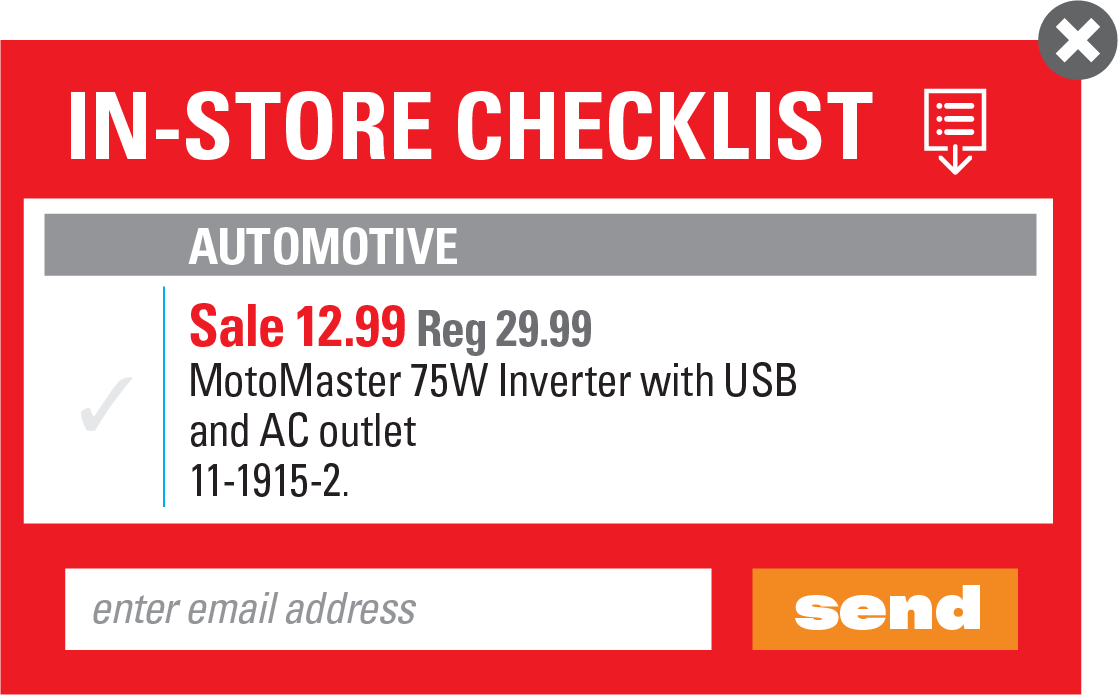 IN-STORE CHECKLIST
AUTOMOTIVE
Sale 12.99 Reg 29.99
MotoMaster 75W Inverter with USB
and AC outlet
11-1915-2.
enter email address
send